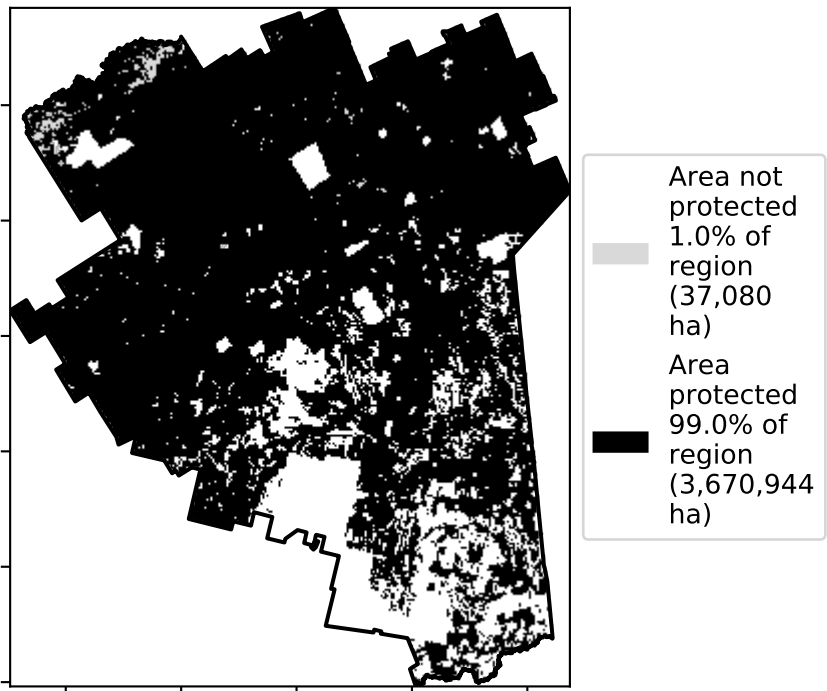 Area not
protected
1.0% of
region
(37,080
ha)
Area
protected
99.0% of
region
(3,670,944
ha)